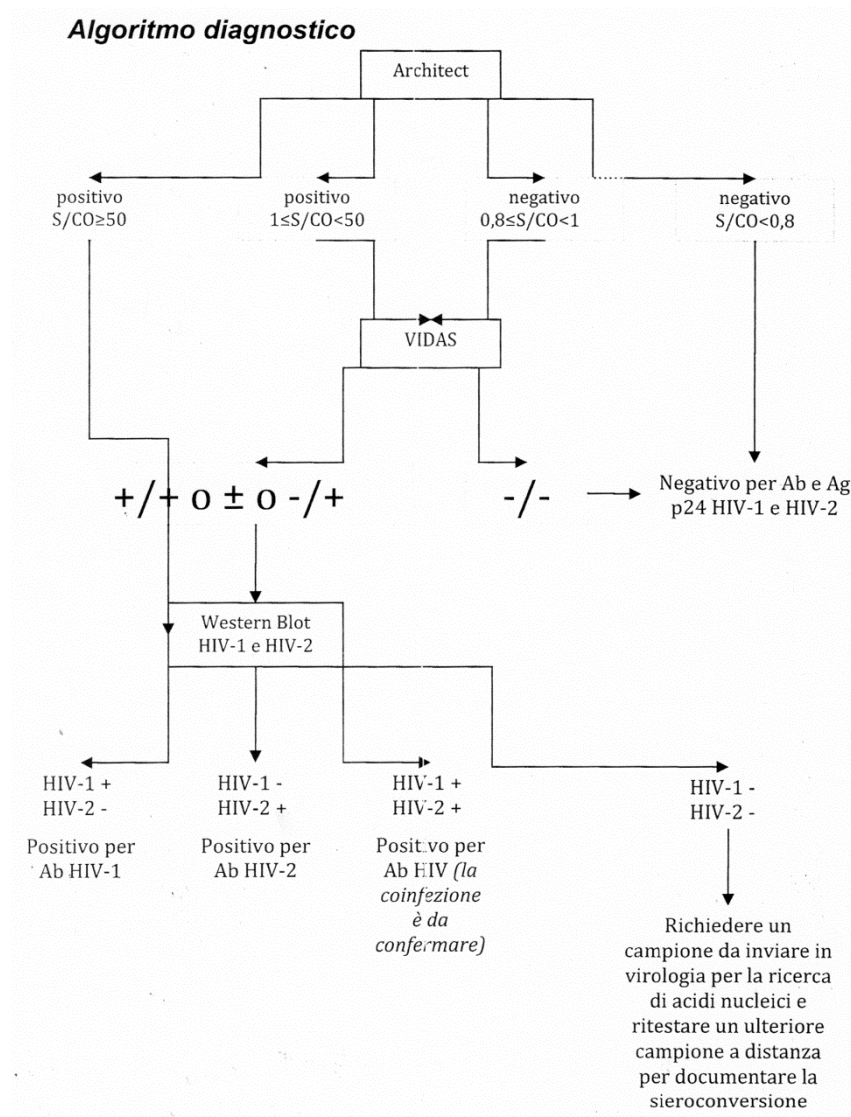 Algoritmo diagnostico
Architect
positivo
S/CO≥50
positivo
1≤S/CO<50
negativo
0,8≤S/CO<1
negativo
S/CO<0,8
VIDAS
+/+ o ± o -/+
-/-
Negativo per Ab e Ag
p24 HIV-1 e HIV-2
Western Blot
HIV-1 e HIV-2
HIV-1 +
HIV-2 -
Positivo per
Ab HIV-1
HIV-1 -
HIV-2 +
Positivo per
Ab HIV-2
HIV-1 +
HIV-2 +
Positivo per
Ab HIV (la
coinfezione
è da
confermare)
HIV-1 -
HIV-2 -
Richiedere un
campione da inviare in
virologia per la ricerca
di acidi nucleici e
ritestare un ulteriore
campione a distanza
per documentare la
sieroconversione